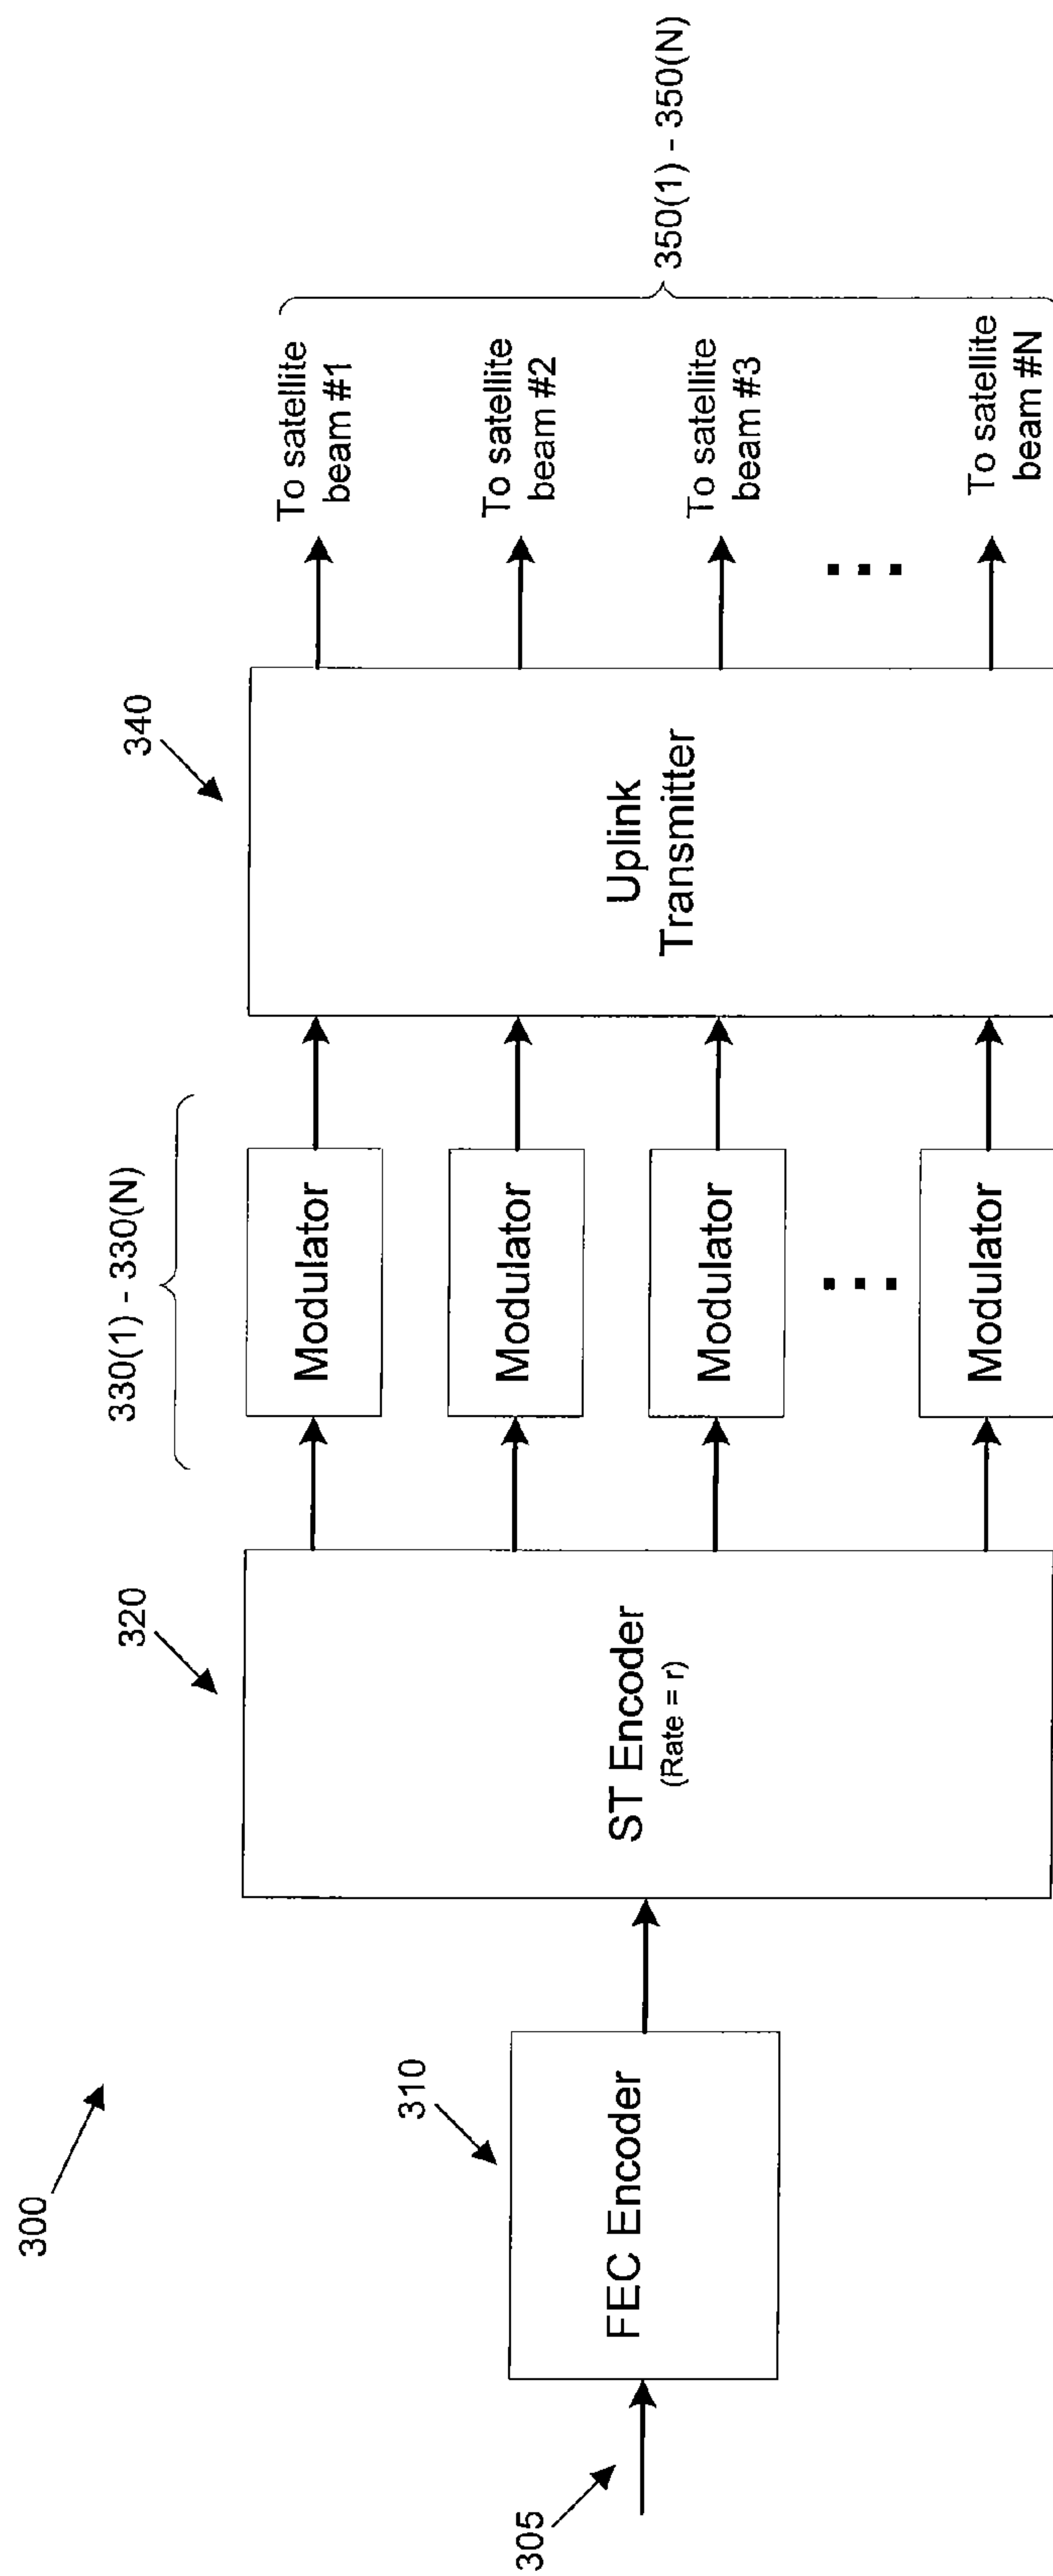 300
305
310
FEC Encoder
320
ST Encoder
(Rate = r)
330(1) - 330(N)
Modulator
Modulator
Modulator
...
Modulator
340
Uplink
Transmitter
To satellite
beam #1
To satellite
beam #2
To satellite
beam #3
...
To satellite
beam #N
350(1) - 350(N)